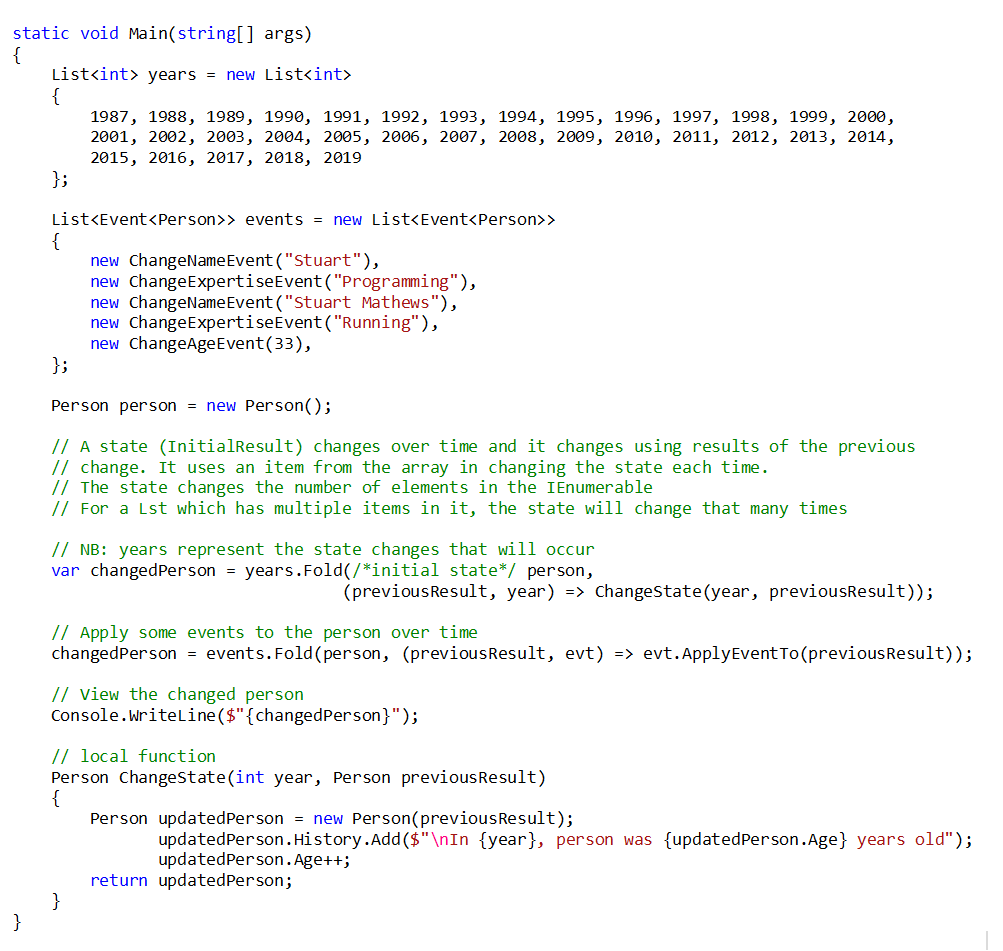 static void Main(string[] args)
{
    List<int> years = new List<int>
    {
        1987, 1988, 1989, 1990, 1991, 1992, 1993, 1994, 1995, 1996, 1997, 1998, 1999, 2000,
        2001, 2002, 2003, 2004, 2005, 2006, 2007, 2008, 2009, 2010, 2011, 2012, 2013, 2014,
        2015, 2016, 2017, 2018, 2019
    };

    List<Event<Person>> events = new List<Event<Person>>
    {
        new ChangeNameEvent("Stuart"),
        new ChangeExpertiseEvent("Programming"),
        new ChangeNameEvent("Stuart Mathews"),
        new ChangeExpertiseEvent("Running"),
        new ChangeAgeEvent(33),
    };

    Person person = new Person();

    // A state (InitialResult) changes over time and it changes using results of the previous
    // change. It uses an item from the array in changing the state each time.
    // The state changes the number of elements in the IEnumerable
    // For a Lst which has multiple items in it, the state will change that many times

    // NB: years represent the state changes that will occur
    var changedPerson = years.Fold(/*initial state*/ person,
                                  (previousResult, year) => ChangeState(year, previousResult));

    // Apply some events to the person over time
    changedPerson = events.Fold(person, (previousResult, evt) => evt.ApplyEventTo(previousResult));

    // View the changed person
    Console.WriteLine($"{changedPerson}");

    // local function
    Person ChangeState(int year, Person previousResult)
    {
        Person updatedPerson = new Person(previousResult);
               updatedPerson.History.Add($"\nIn {year}, person was {updatedPerson.Age} years old");
               updatedPerson.Age++;
        return updatedPerson;
    }
}